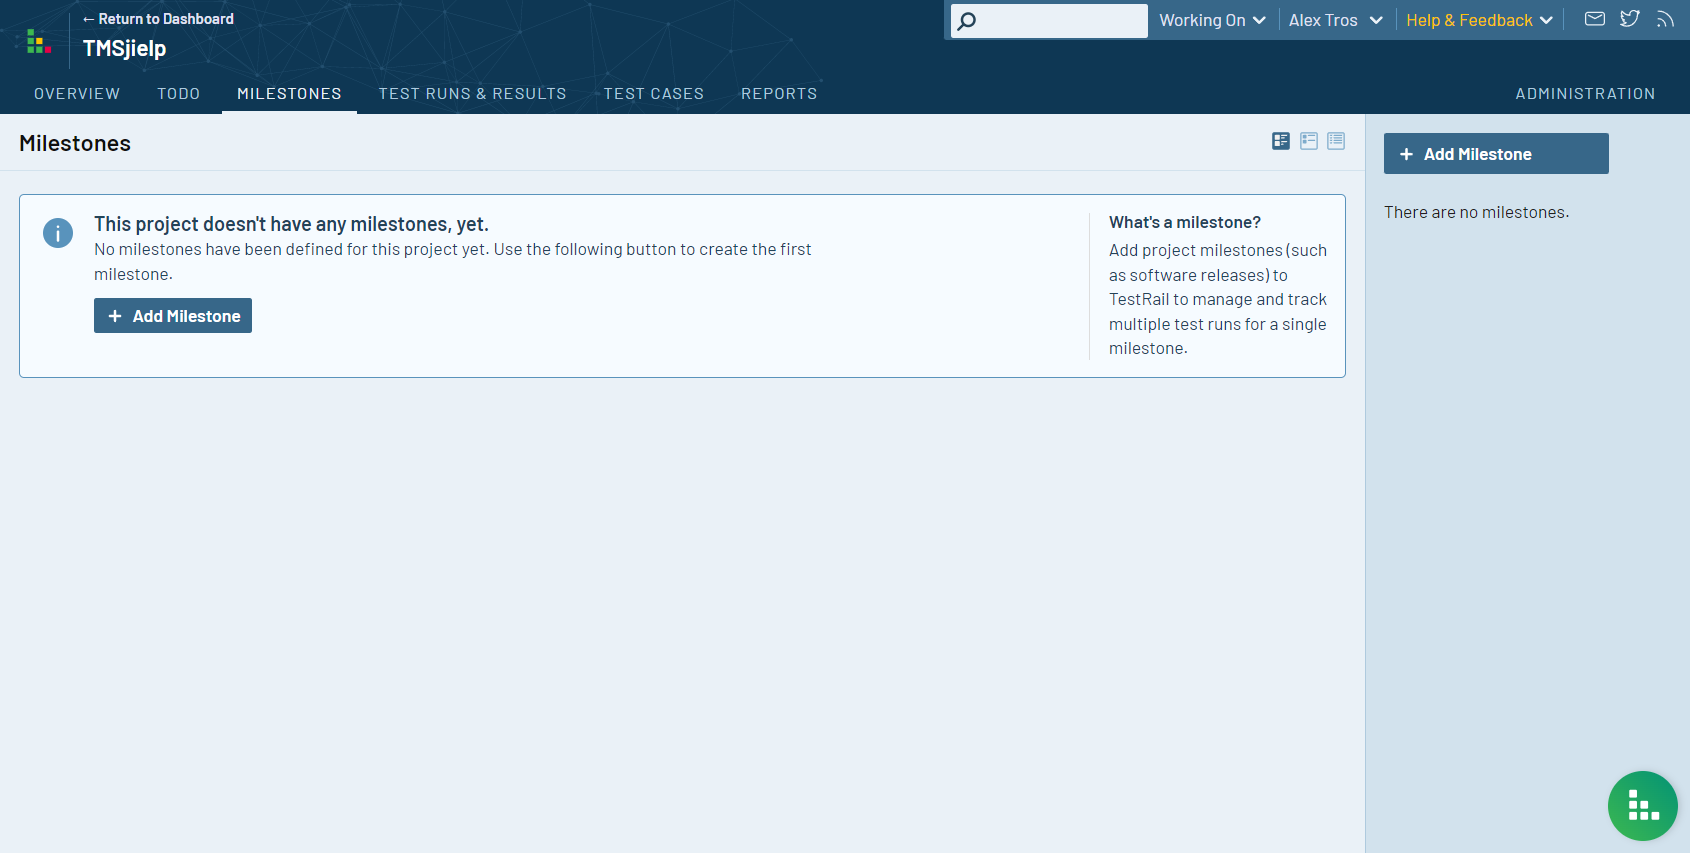 ← Return to Dashboard
TMSjielp
Working On
Alex Tros
Help & Feedback
OVERVIEW
TODO
MILESTONES
TEST RUNS & RESULTS
TEST CASES
REPORTS
ADMINISTRATION
Milestones
This project doesn't have any milestones, yet.
No milestones have been defined for this project yet. Use the following button to create the first
milestone.
+ Add Milestone
What's a milestone?
Add project milestones (such
as software releases) to
TestRail to manage and track
multiple test runs for a single
milestone.
+ Add Milestone
There are no milestones.